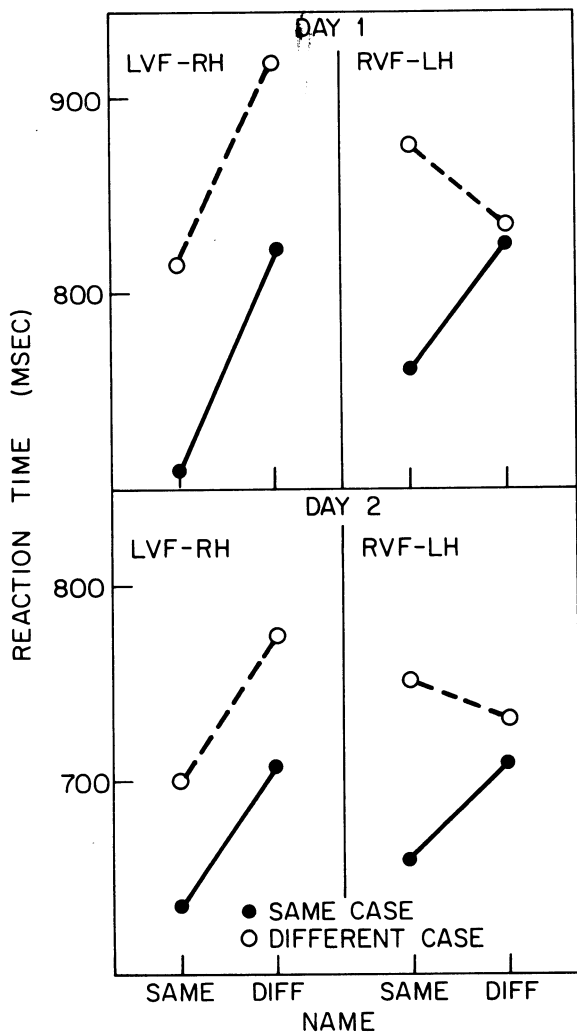 DAY 1
LVF-RH
RVF-LH
900
800
REACTION TIME (MSEC)
DAY 2
LVF-RH
RVF-LH
800
700
SAME CASE
DIFFERENT CASE
SAME DIFF SAME DIFF
NAME